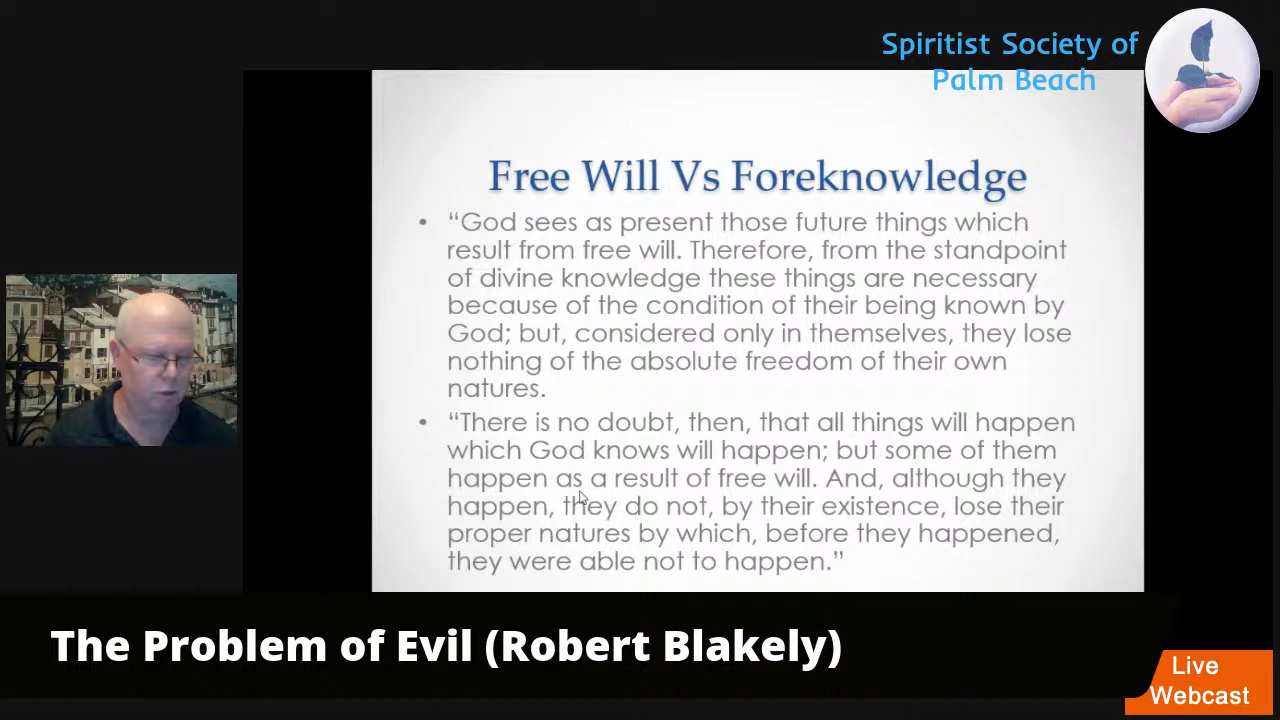 Spiritist Society of
Palm Beach
Free Will Vs Foreknowledge
• “God sees as present those future things which
result from free will. Therefore, from the standpoint
of divine knowledge these things are necessary
because of the condition of their being known by
God; but, considered only in themselves, they lose
nothing of the absolute freedom of their own
natures.
• “There is no doubt, then, that all things will happen
which God knows will happen; but some of them
happen as a result of free will. And, although they
happen, they do not, by their existence, lose their
proper natures by which, before they happened,
they were able not to happen.”
The Problem of Evil (Robert Blakely)
Live
Webcast